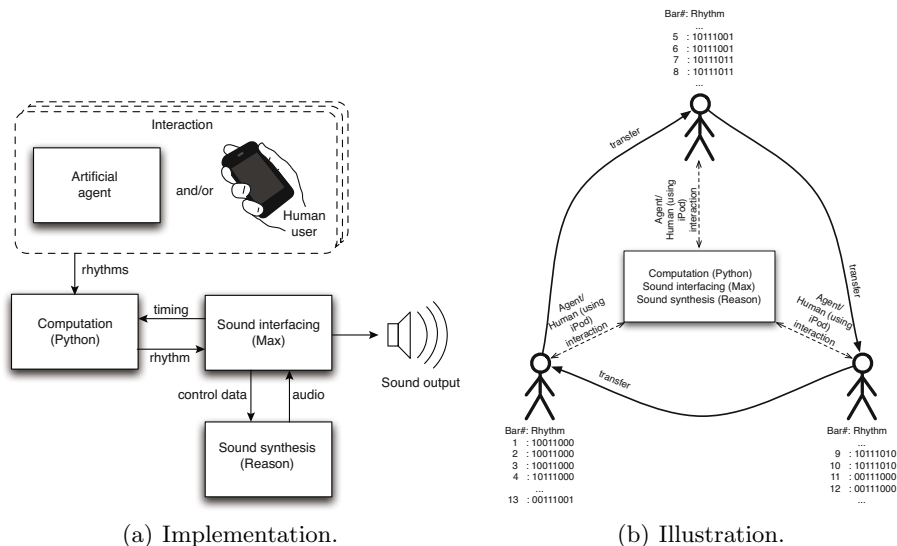 Interaction
Artificial
agent
and/or
Human
user
rhythms
Computation
(Python)
timing
rhythm
Sound interfacing
(Max)
Sound output
control data
audio
Sound synthesis
(Reason)
(a) Implementation.
Bar#: Rhythm
...
5 : 10111001
6 : 10111001
7 : 10111011
8 : 10111011
...
transfer
transfer
transfer
Agent/
Human (using
iPod)
interaction
Computation (Python)
Sound interfacing (Max)
Sound synthesis (Reason)
Agent/
Human (using
iPod)
interaction
Agent/
Human (using
iPod)
interaction
Bar#: Rhythm
1 : 10011000
2 : 10011000
3 : 10011000
4 : 10111000
...
13 : 00111001
Bar#: Rhythm
...
9 : 10111010
10 : 10111010
11 : 00111000
12 : 00111000
...
(b) Illustration.